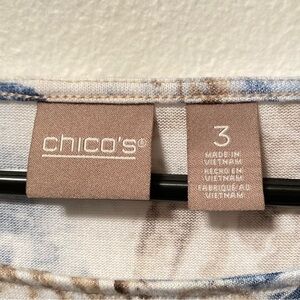 chico's®
3
MADE IN
VIETNAM
HECHO EN
VIETNAM
FABRIQUÉ AU
VIETNAM